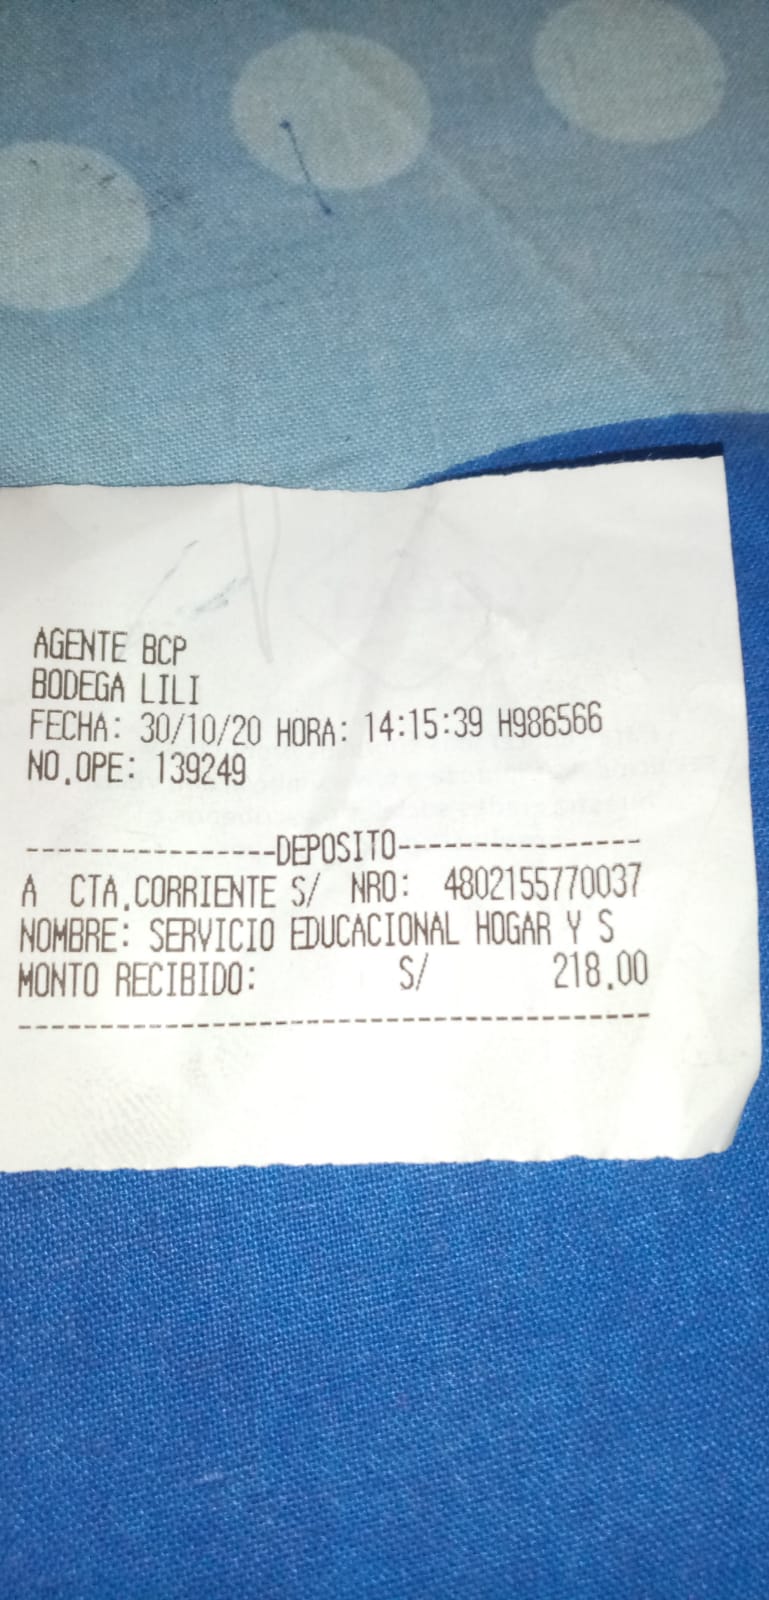 AGENTE BCP
BODEGA LILI
FECHA: 30/10/20 HORA: 14:15:39 H986566
NO.OPE: 139249
----------------DEPOSITO----------------
A CTA.CORRIENTE S/ NRO: 4802155770037
NOMBRE: SERVICIO EDUCACIONAL HOGAR Y S
MONTO RECIBIDO: S/ 218.00
----------------------------------------